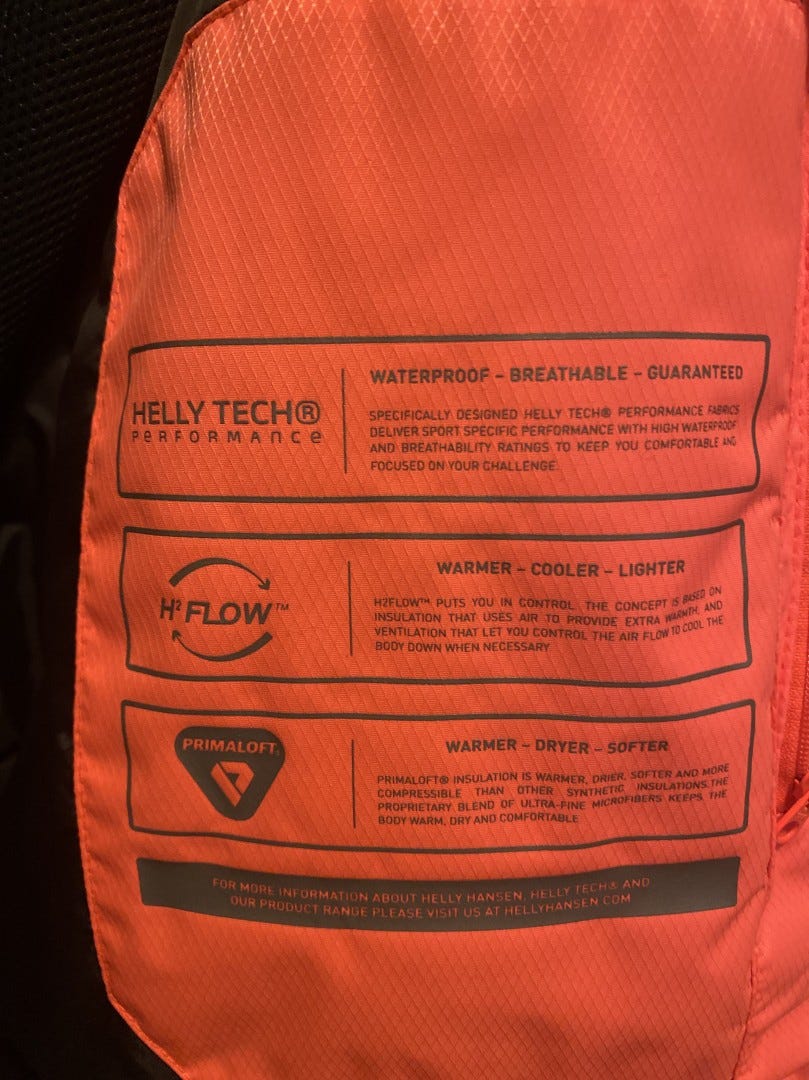 HELLY TECH®
PERFORMANCE
WATERPROOF - BREATHABLE - GUARANTEED
SPECIFICALLY DESIGNED HELLY TECH® PERFORMANCE FABRICS
DELIVER SPORT SPECIFIC PERFORMANCE WITH HIGH WATERPROOF
AND BREATHABILITY RATINGS TO KEEP YOU COMFORTABLE AND
FOCUSED ON YOUR CHALLENGE.
H² FLOW™
WARMER - COOLER - LIGHTER
H2FLOW™ PUTS YOU IN CONTROL. THE CONCEPT IS BASED ON
INSULATION THAT USES AIR TO PROVIDE EXTRA WARMTH, AND
VENTILATION THAT LET YOU CONTROL THE AIR FLOW TO COOL THE
BODY DOWN WHEN NECESSARY
PRIMALOFT®
WARMER - DRYER - SOFTER
PRIMALOFT® INSULATION IS WARMER, DRIER, SOFTER AND MORE
COMPRESSIBLE THAN OTHER SYNTHETIC INSULATIONS.THE
PROPRIETARY BLEND OF ULTRA-FINE MICROFIBERS KEEPS THE
BODY WARM, DRY AND COMFORTABLE
FOR MORE INFORMATION ABOUT HELLY HANSEN, HELLY TECH® AND
OUR PRODUCT RANGE PLEASE VISIT US AT HELLYHANSEN.COM